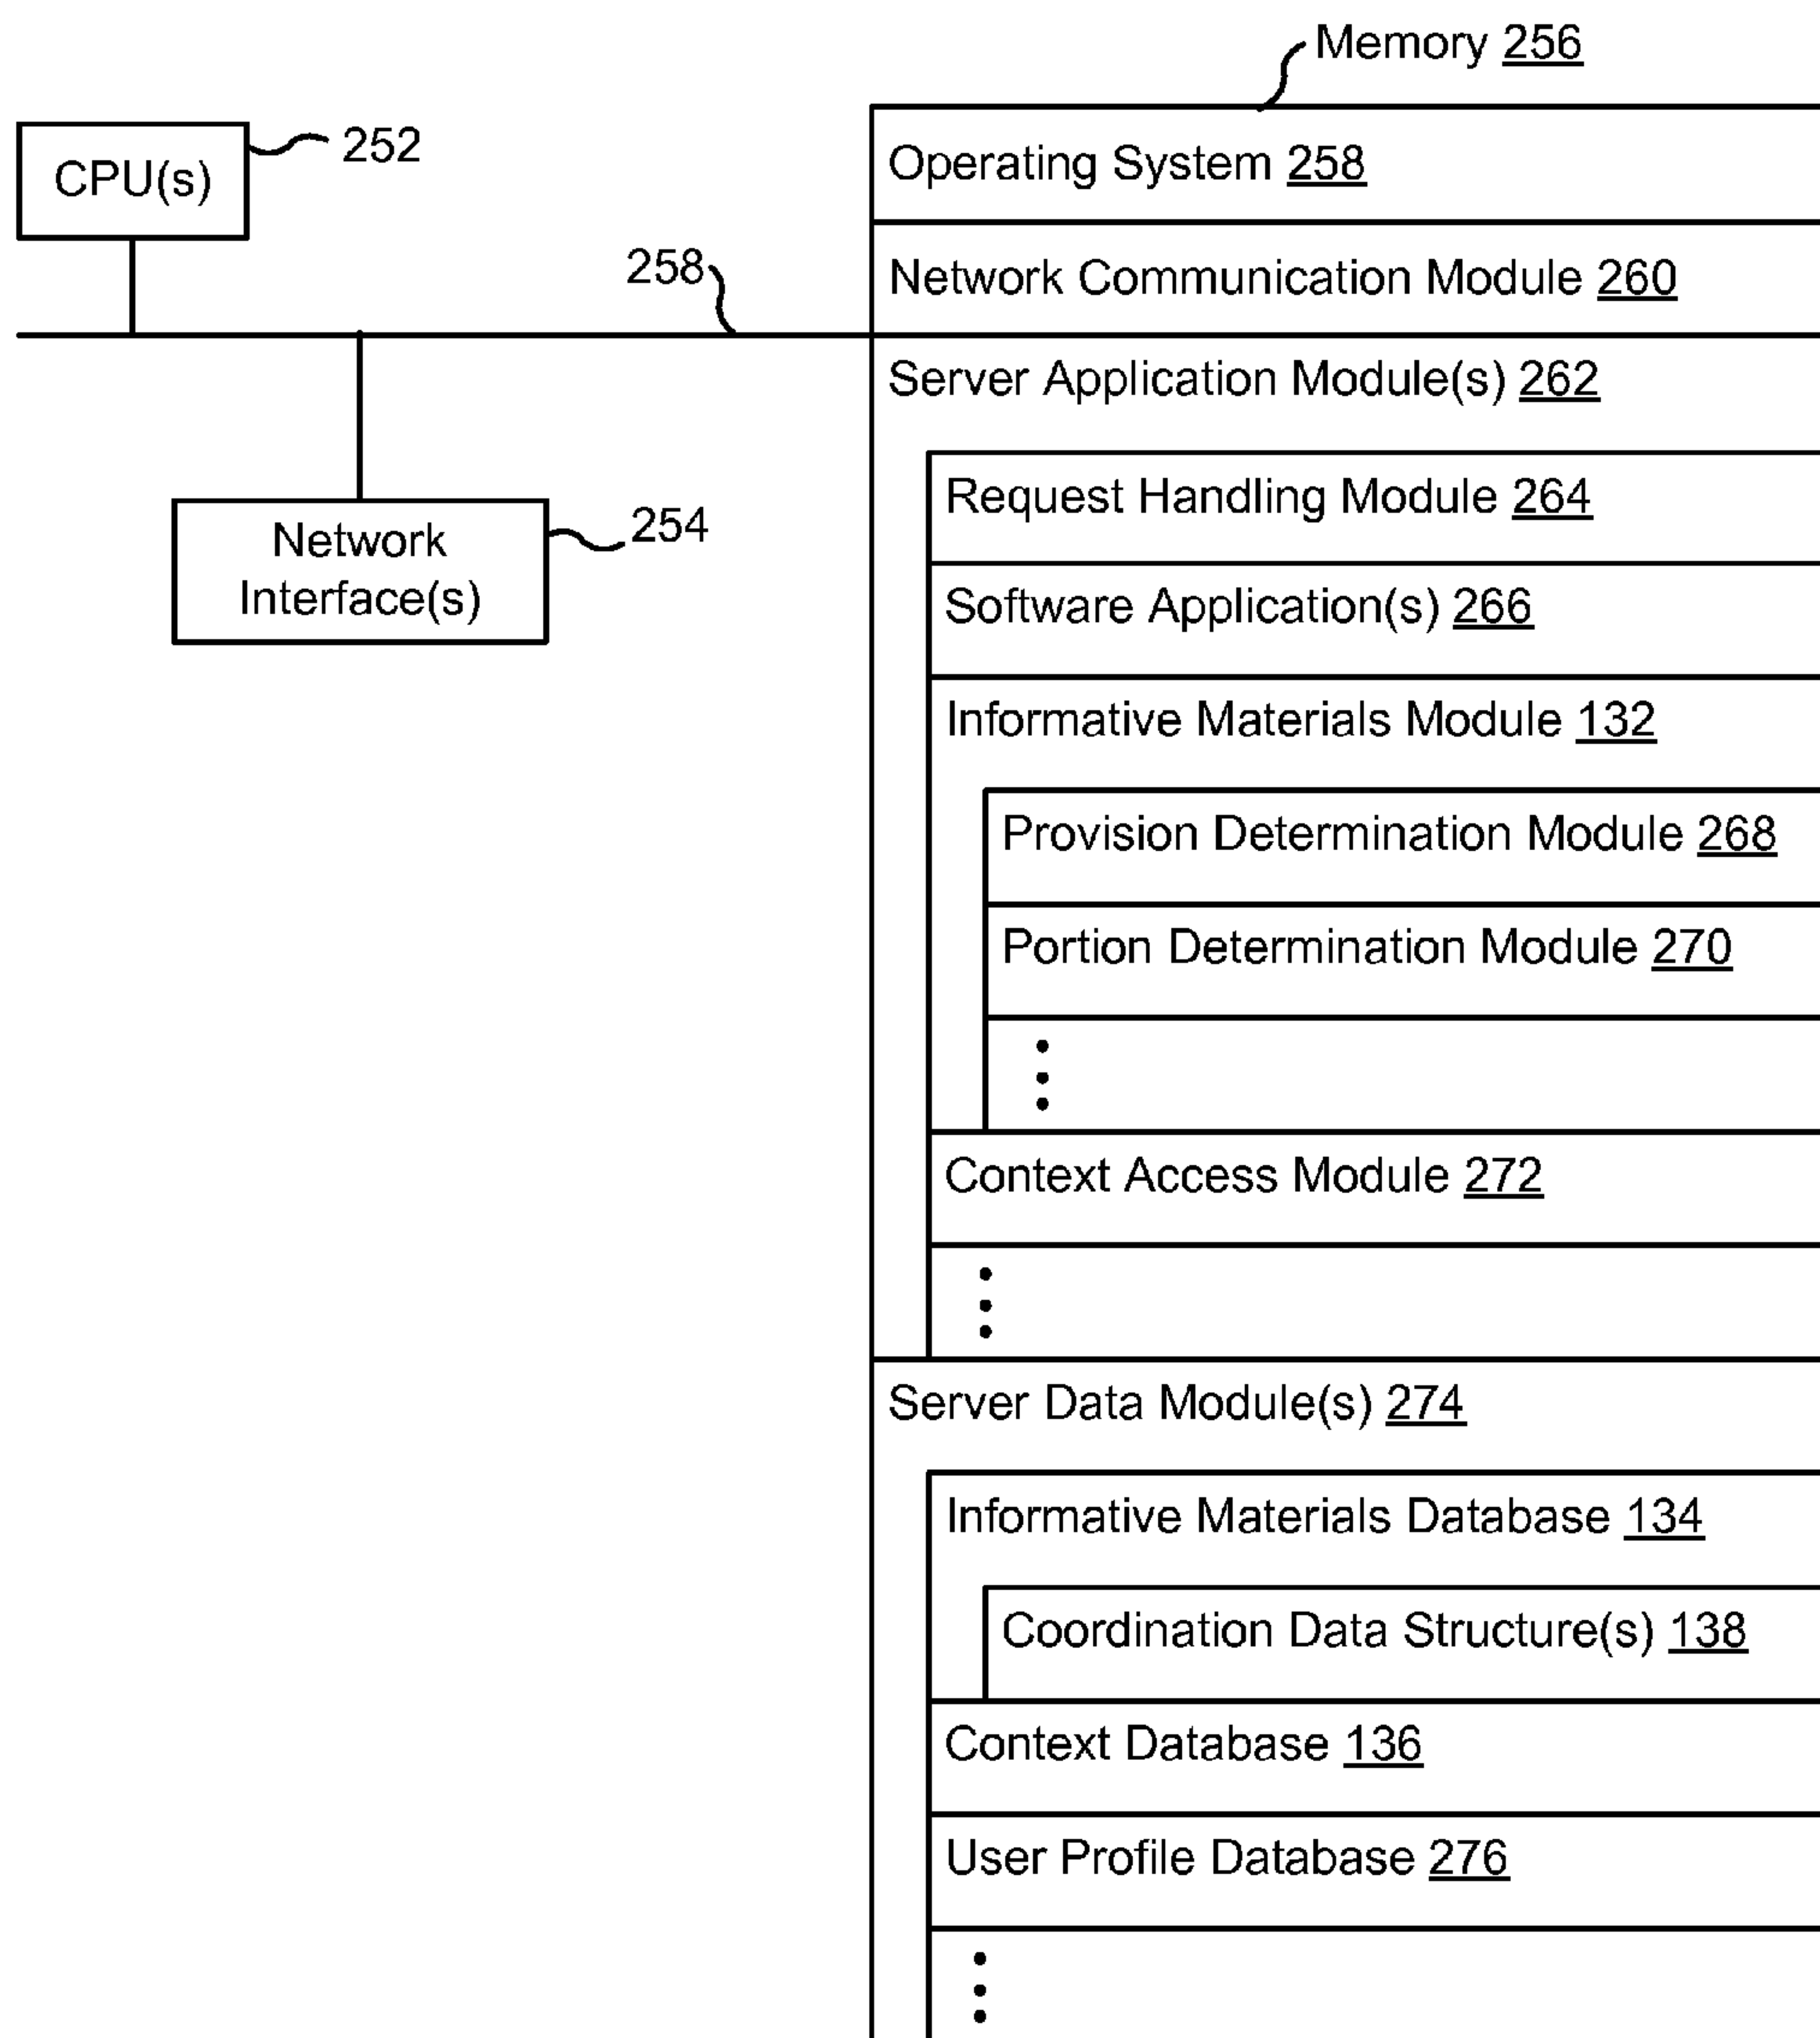 Memory 256
CPU(s)
252
Operating System 258
258
Network Communication Module 260
Server Application Module(s) 262
Network
Interface(s)
254
Request Handling Module 264
Software Application(s) 266
Informative Materials Module 132
Provision Determination Module 268
Portion Determination Module 270
Context Access Module 272
Server Data Module(s) 274
Informative Materials Database 134
Coordination Data Structure(s) 138
Context Database 136
User Profile Database 276